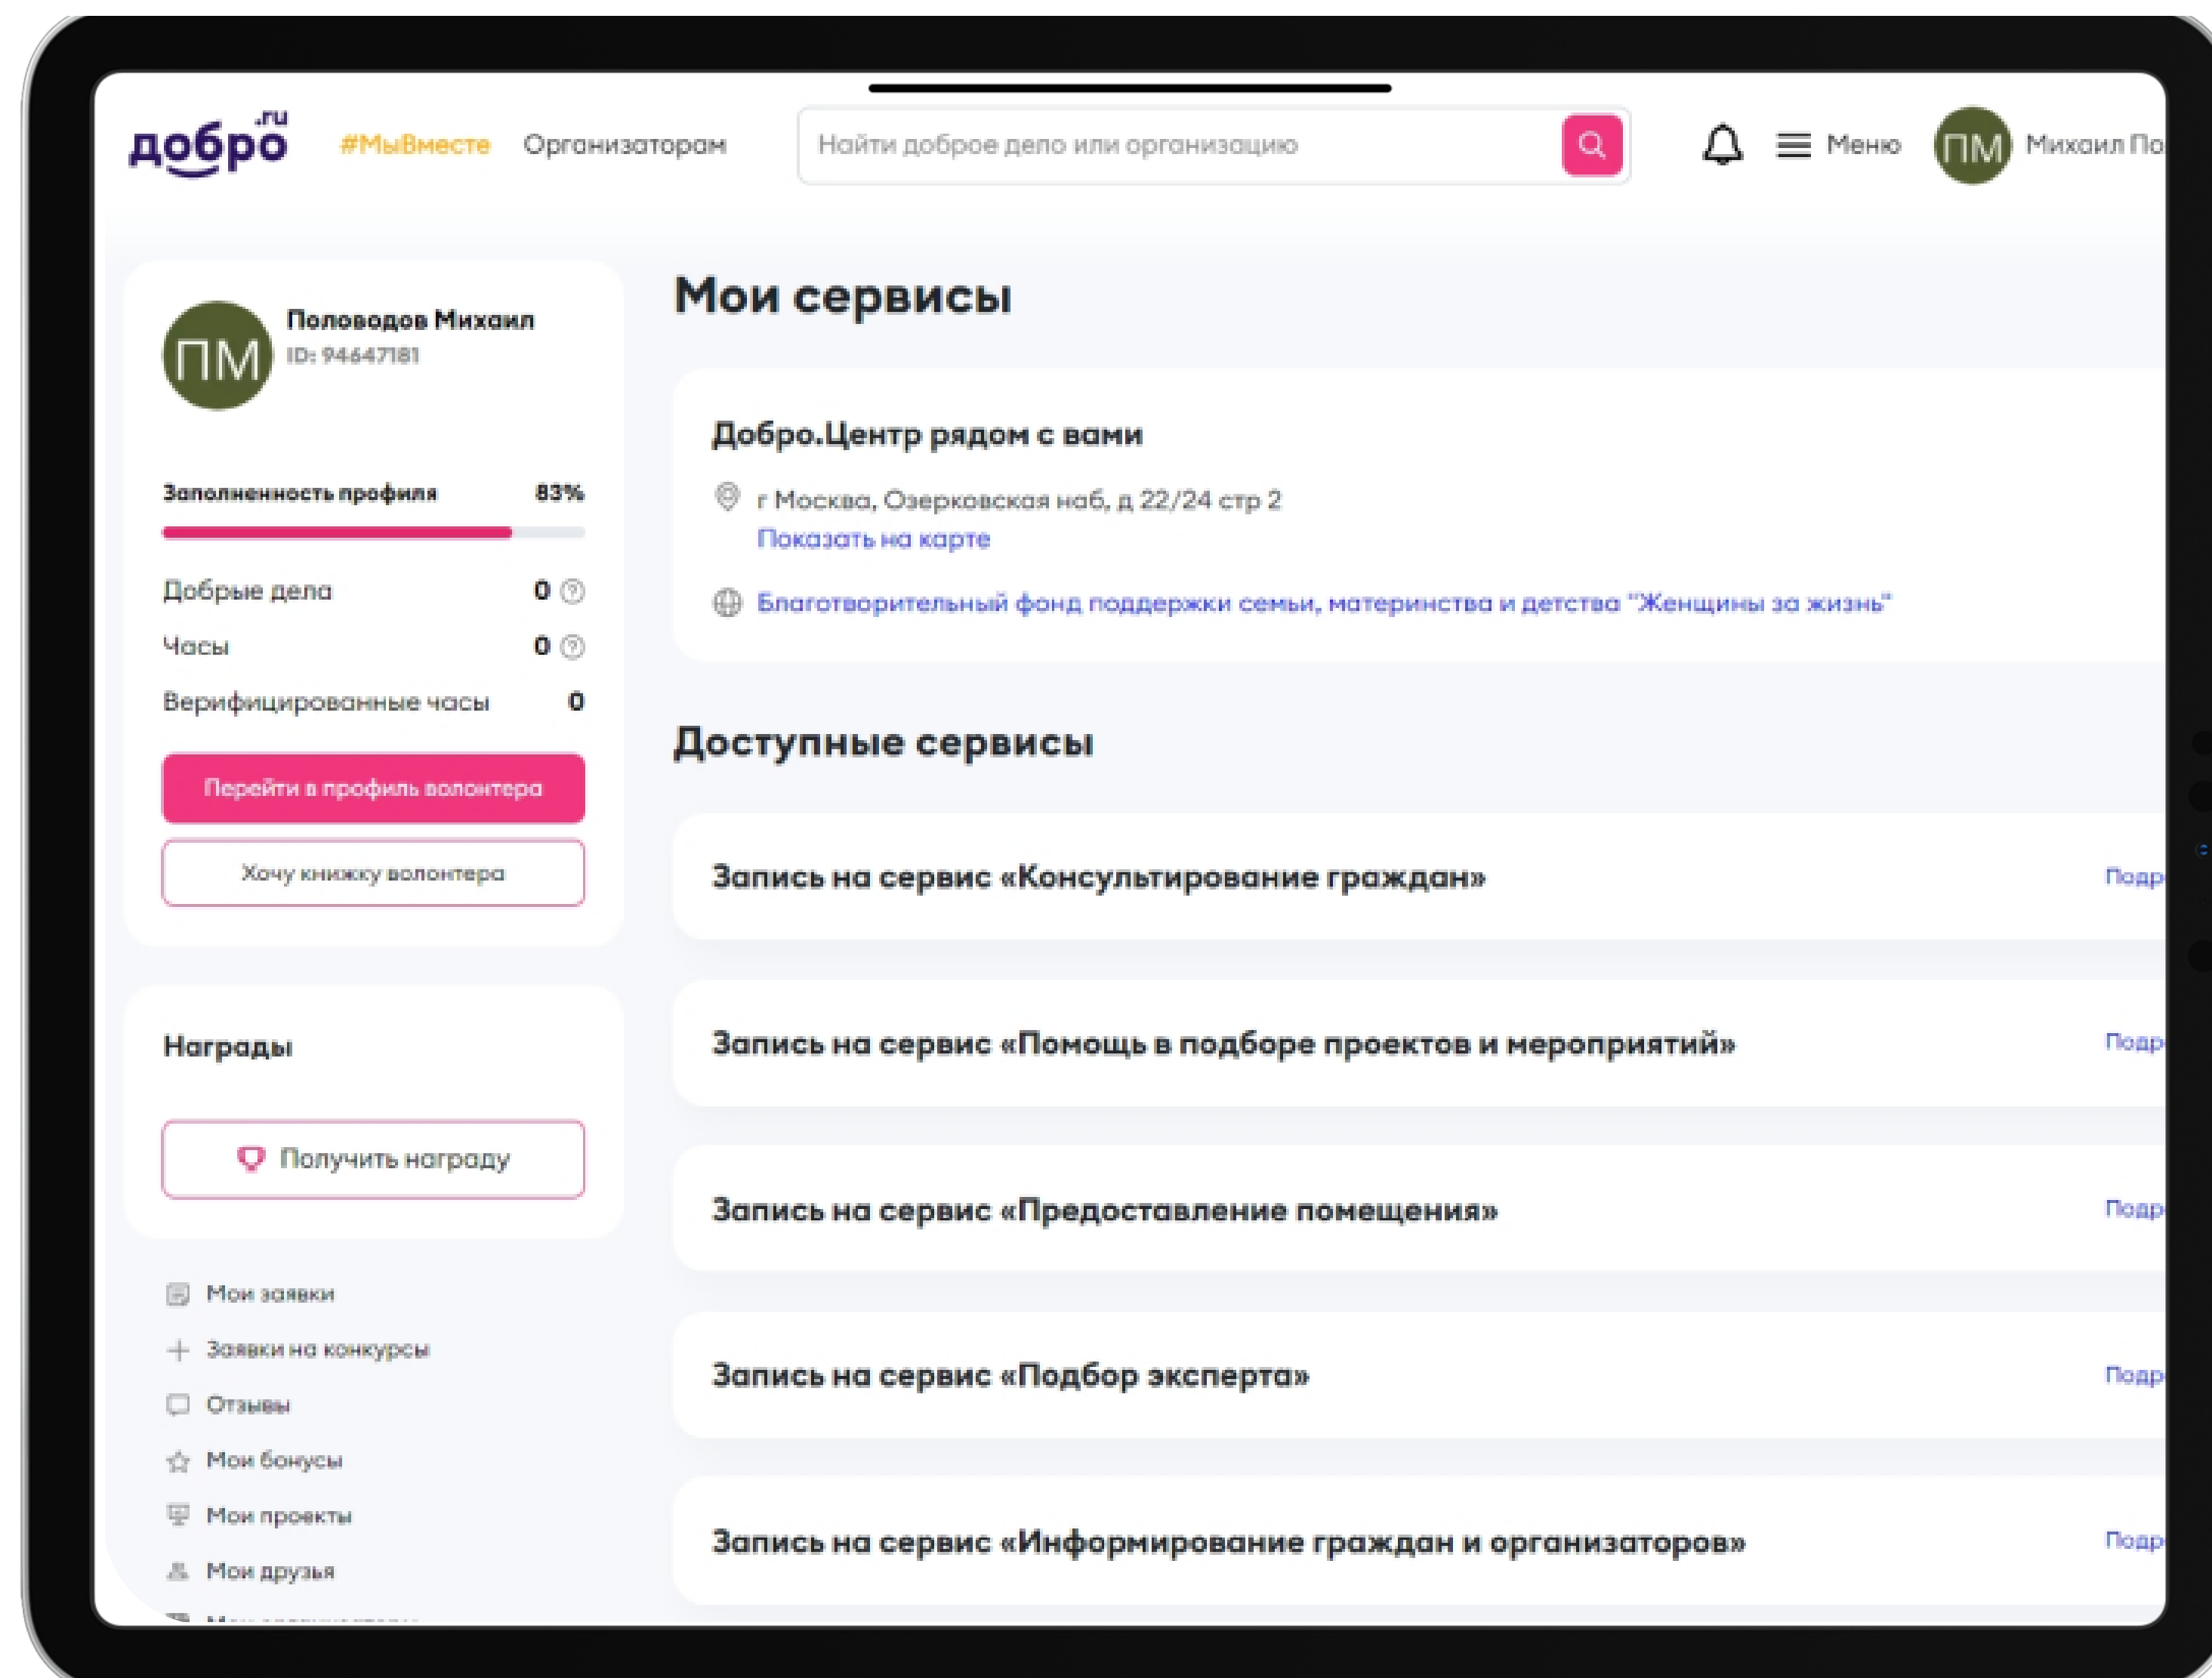 добро.ru
#МыВместе
Организаторам
Найти доброе дело или организацию
Меню
ПМ
Михаил По
ПМ
Половодов Михаил
ID: 94647181
Заполненность профиля 83%
Добрые дела 0
Часы 0
Верифицированные часы 0
Перейти в профиль волонтера
Хочу книжку волонтера
Награды
Получить награду
Мои заявки
Заявки на конкурсы
Отзывы
Мои бонусы
Мои проекты
Мои друзья
Мои сервисы
Добро.Центр рядом с вами
г Москва, Озерковская наб, д 22/24 стр 2
Показать на карте
Благотворительный фонд поддержки семьи, материнства и детства "Женщины за жизнь"
Доступные сервисы
Запись на сервис «Консультирование граждан» Подр
Запись на сервис «Помощь в подборе проектов и мероприятий» Подр
Запись на сервис «Предоставление помещения» Подр
Запись на сервис «Подбор эксперта» Подр
Запись на сервис «Информирование граждан и организаторов» Подр